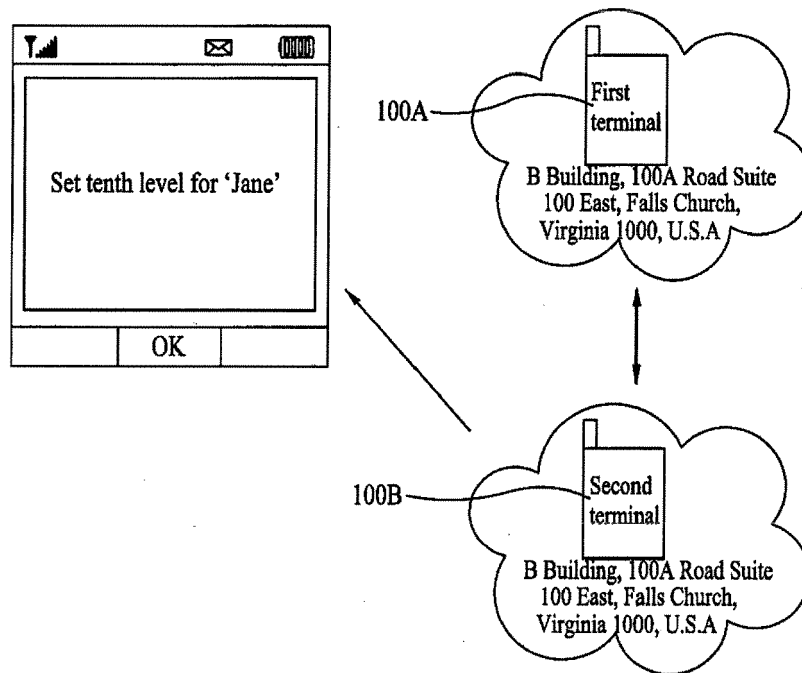 Set tenth level for 'Jane'
OK
100A
First
terminal
B Building, 100A Road Suite
100 East, Falls Church,
Virginia 1000, U.S.A
100B
Second
terminal
B Building, 100A Road Suite
100 East, Falls Church,
Virginia 1000, U.S.A